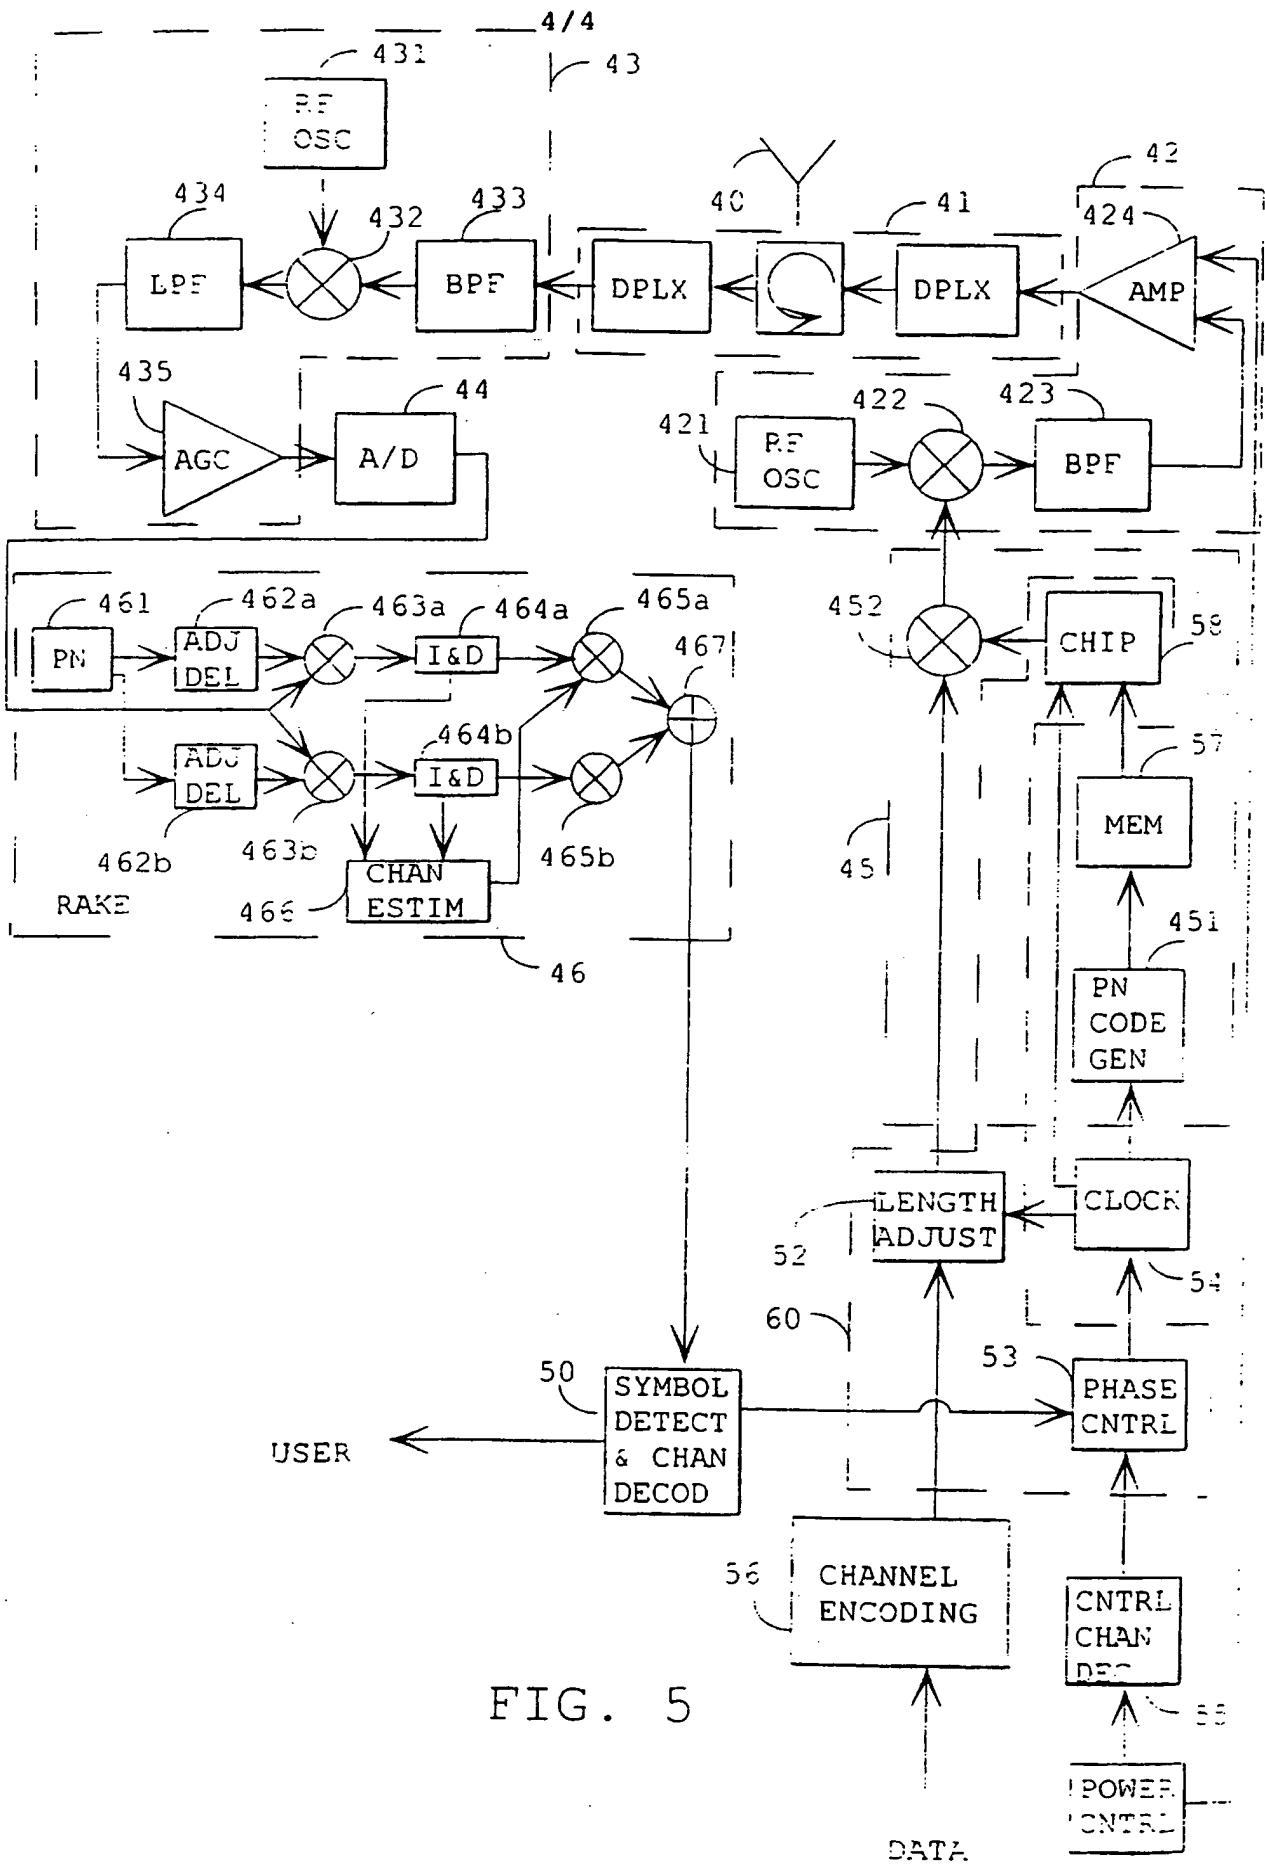 4/4
431
43
RF
OSC
42
424
434
432
433
40
41
LPF
BPF
DPLX
DPLX
AMP
435
44
421
422
423
AGC
A/D
RF
OSC
BPF
461
462a
463a
464a
465a
452
58
PN
ADJ
DEL
I&D
CHIP
467
464b
57
ADJ
DEL
I&D
MEM
462b
463b
465b
45
CHAN
ESTIM
466
RAKE
451
46
PN
CODE
GEN
LENGTH
ADJUST
CLOCK
52
54
60
53
50
SYMBOL
DETECT
& CHAN
DECOD
PHASE
CNTRL
USER
56
CHANNEL
ENCODING
CNTRL
CHAN
FIG. 5
POWER
CNTRL
DATA